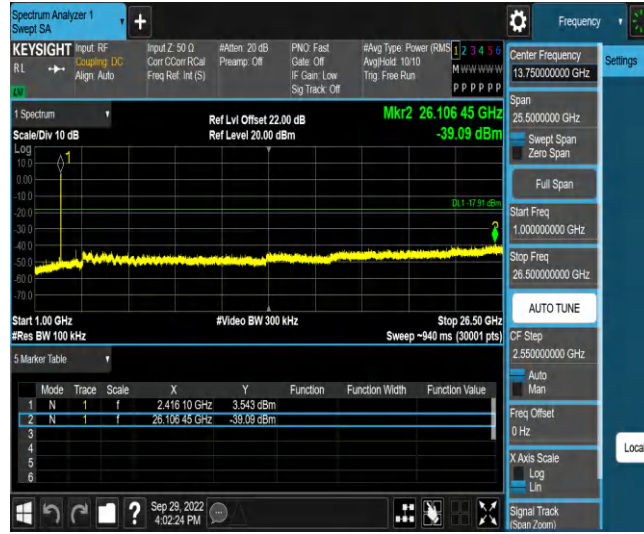 Spectrum Analyzer 1
Swept SA
+
Frequency
KEYSIGHT
RL
LXI
Input: RF
Coupling: DC
Align: Auto
Input Z: 50 Ω
Corr CCorr RCal
Freq Ref: Int (S)
#Atten: 20 dB
Preamp: Off
PNO: Fast
Gate: Off
IF Gain: Low
Sig Track: Off
#Avg Type: Power (RMS
Avg|Hold: 10/10
Trig: Free Run
1 2 3 4 5 6
M W W W W W
P P P P P P
Center Frequency
13.750000000 GHz
Settings
Span
25.5000000 GHz
Swept Span
Zero Span
Full Span
Start Freq
1.000000000 GHz
Stop Freq
26.500000000 GHz
AUTO TUNE
CF Step
2.550000000 GHz
Auto
Man
Freq Offset
0 Hz
X Axis Scale
Log
Lin
Signal Track
(Span Zoom)
Local
1 Spectrum
Scale/Div 10 dB
Ref Lvl Offset 22.00 dB
Ref Level 20.00 dBm
Mkr2 26.106 45 GHz
-39.09 dBm
Log
10.0
0.00
-10.0
-20.0
-30.0
-40.0
-50.0
-60.0
-70.0
1
DL1 -17.91 dBm
2
Start 1.00 GHz
#Res BW 100 kHz
#Video BW 300 kHz
Stop 26.50 GHz
Sweep ~940 ms (30001 pts)
5 Marker Table
Mode Trace Scale X Y Function Function Width Function Value
1 N 1 f 2.416 10 GHz 3.543 dBm
2 N 1 f 26.106 45 GHz -39.09 dBm
3
4
5
6
?
Sep 29, 2022
4:02:24 PM